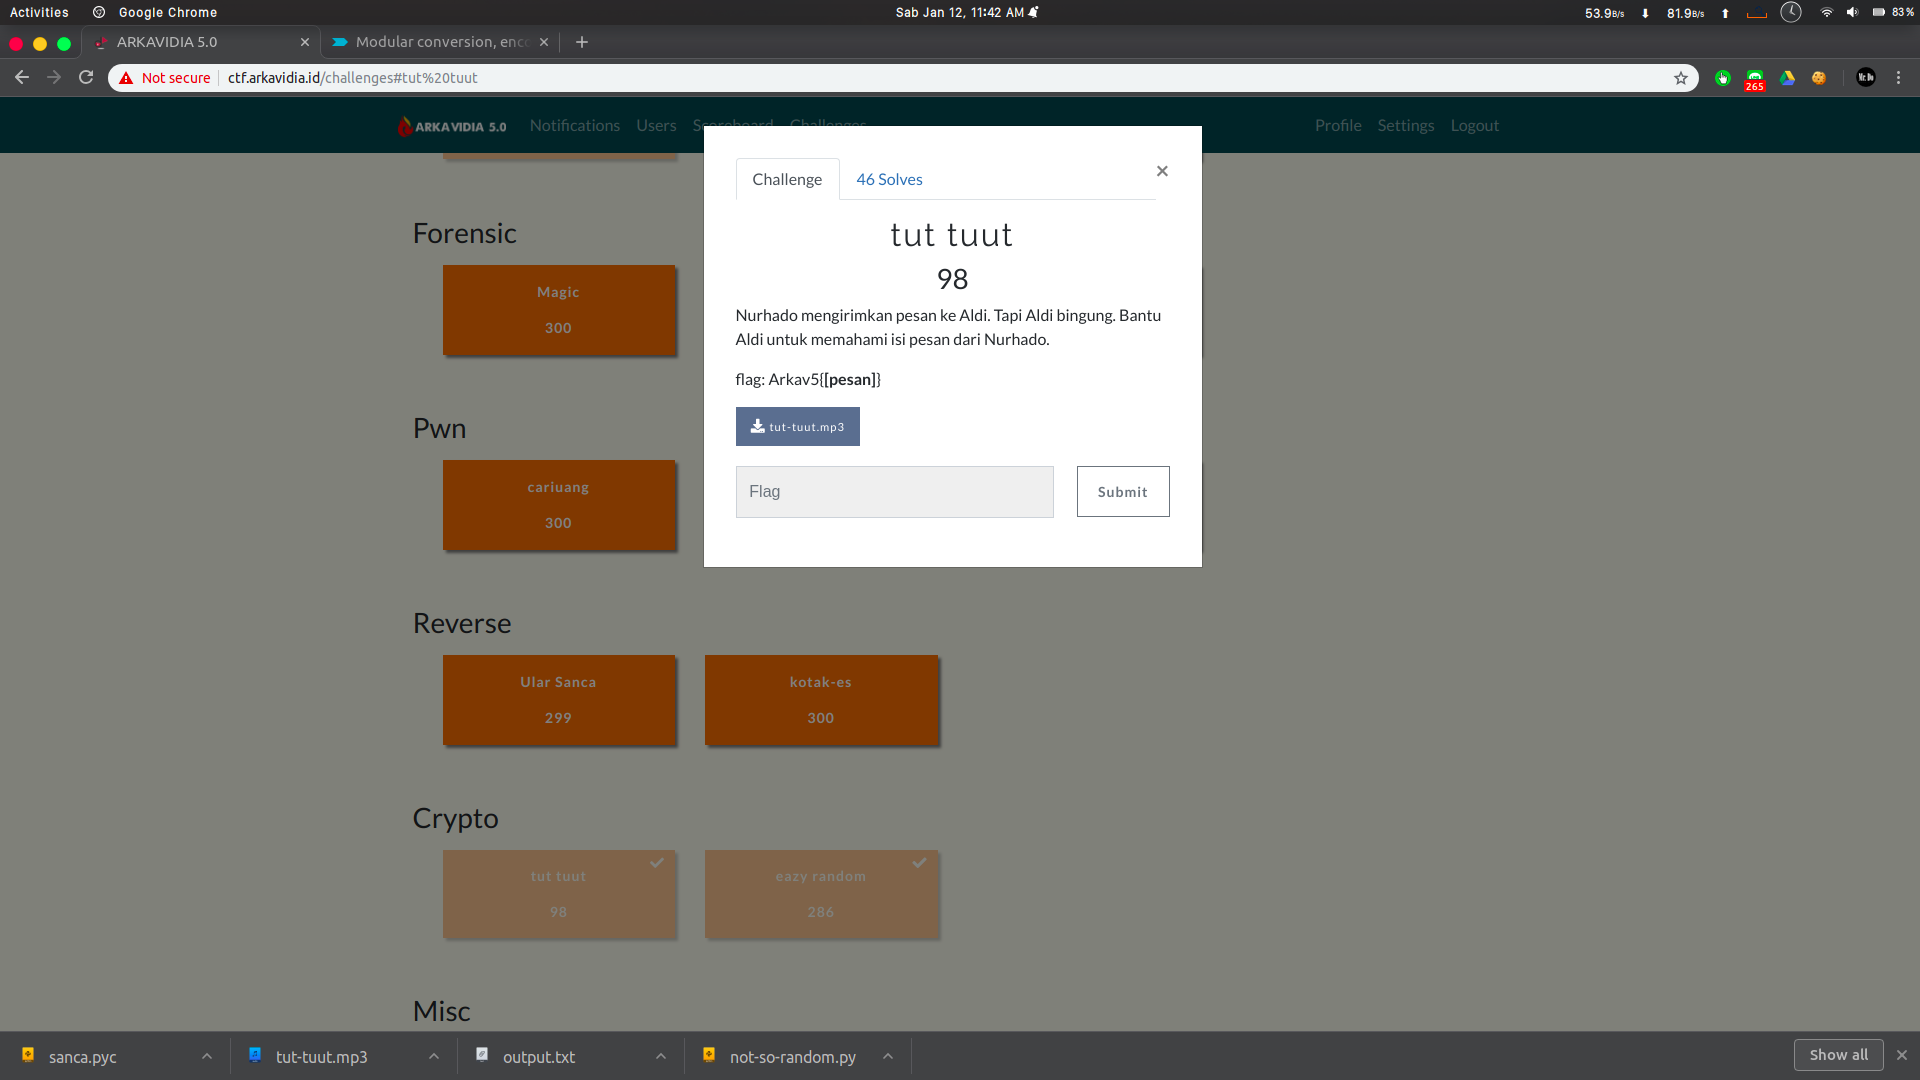 Activities
Google Chrome
Sab Jan 12, 11:42 AM
53.9B/s
81.9B/s
83 %
ARKAVIDIA 5.0
Modular conversion, enco
Not secure
ctf.arkavidia.id/challenges#tut%20tuut
265
ARKAVIDIA 5.0
Notifications
Users
Scoreboard
Challenges
Profile
Settings
Logout
Challenge
46 Solves
×
tut tuut
98
Nurhado mengirimkan pesan ke Aldi. Tapi Aldi bingung. Bantu
Aldi untuk memahami isi pesan dari Nurhado.
flag: Arkav5{[pesan]}
tut-tuut.mp3
Flag
Submit
Forensic
Magic
300
Pwn
cariuang
300
Reverse
Ular Sanca
299
kotak-es
300
Crypto
tut tuut
98
eazy random
286
Misc
sanca.pyc
tut-tuut.mp3
output.txt
not-so-random.py
Show all